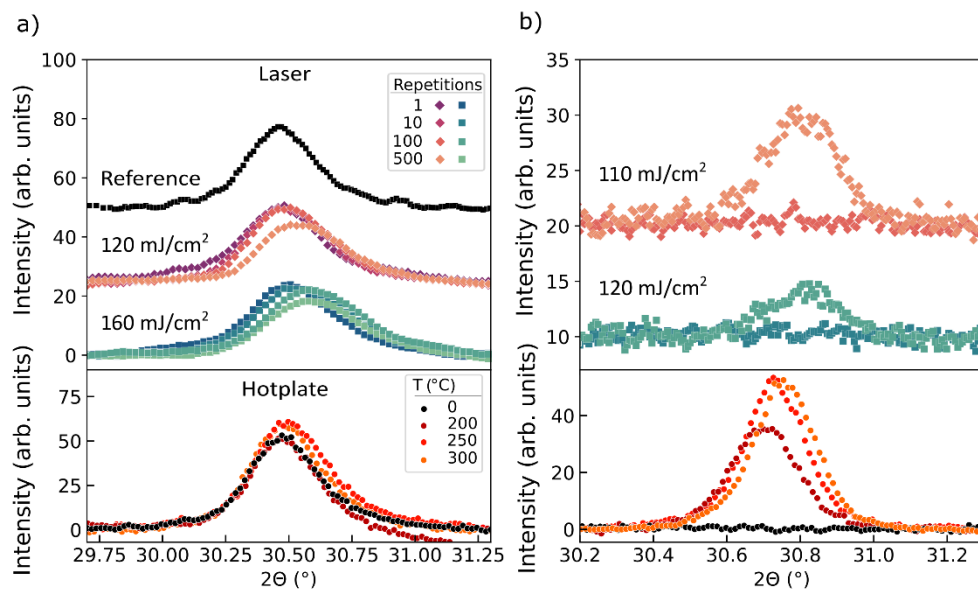 a)
b)
Intensity (arb. units)
100
80
60
40
20
0
Laser
Repetitions
1
10
100
500
Reference
120 mJ/cm²
160 mJ/cm²
Intensity (arb. units)
75
50
25
0
Hotplate
T (°C)
0
200
250
300
29.75 30.00 30.25 30.50 30.75 31.00 31.25
2Θ (°)
Intensity (arb. units)
35
30
25
20
15
10
110 mJ/cm²
120 mJ/cm²
Intensity (arb. units)
40
20
0
30.2 30.4 30.6 30.8 31.0 31.2
2Θ (°)